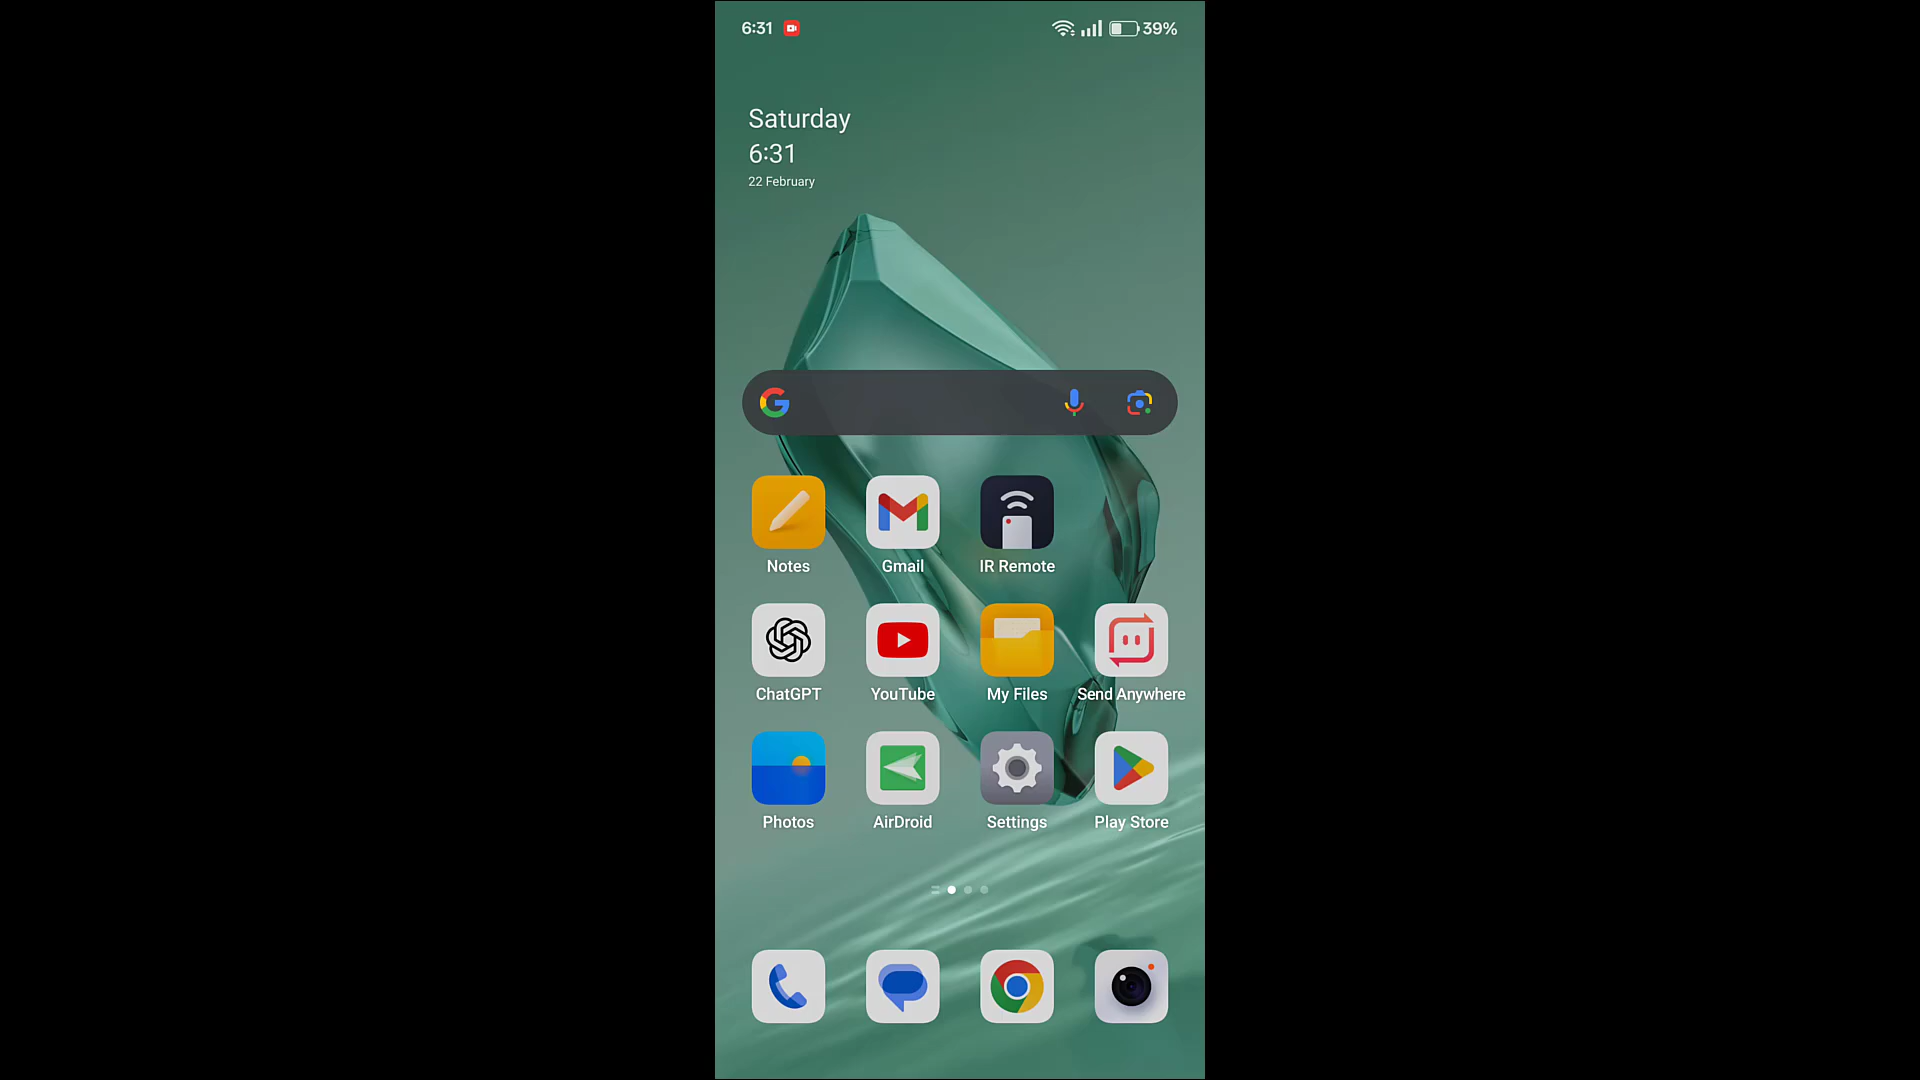 6:31
39%
Saturday
6:31
22 February
Notes
Gmail
IR Remote
ChatGPT
YouTube
My Files
Send Anywhere
Photos
AirDroid
Settings
Play Store